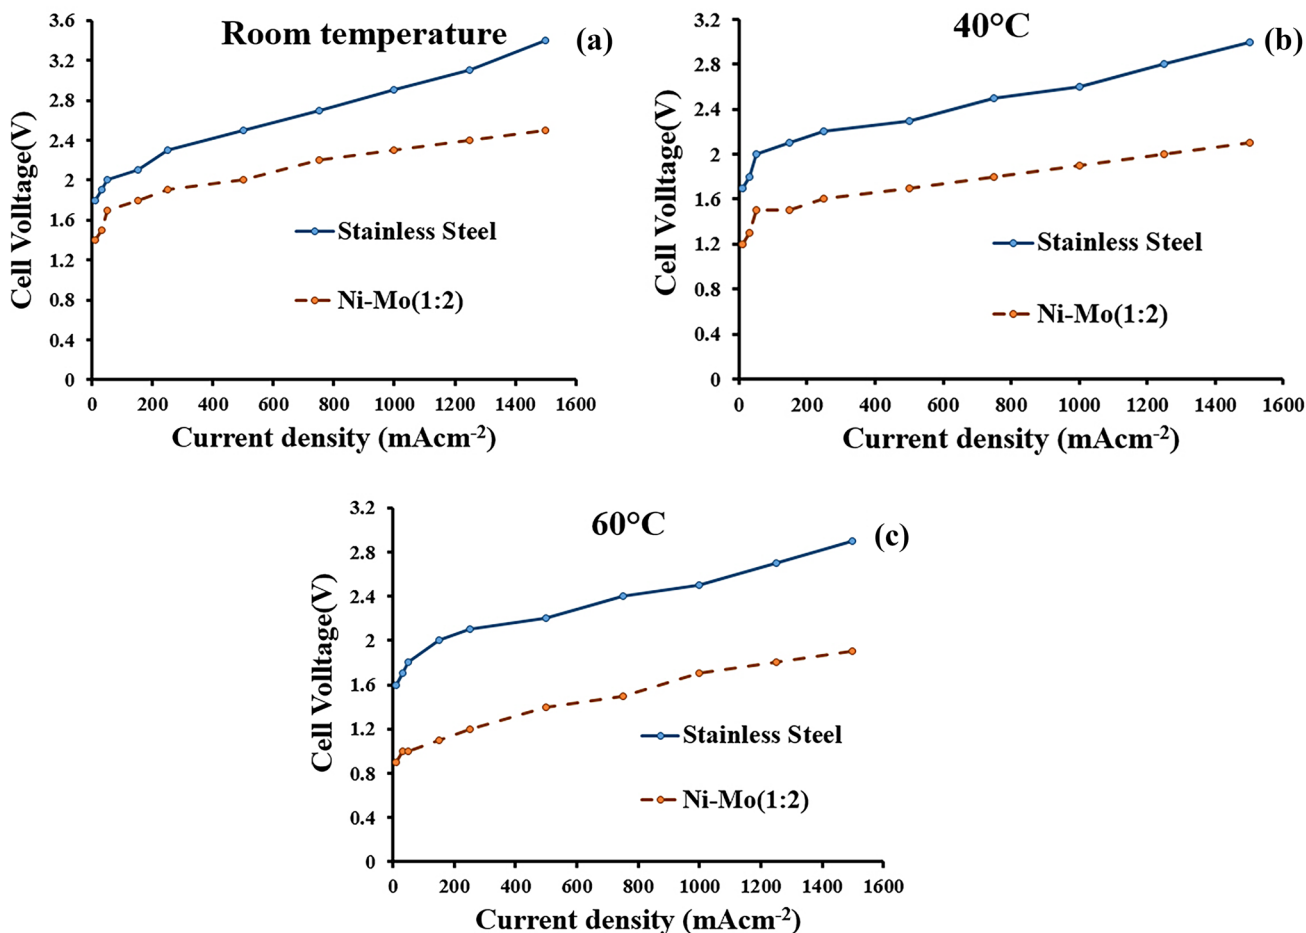 Room temperature
(a)
Cell Volltage(V)
3.6
3.2
2.8
2.4
2
1.6
1.2
0.8
0.4
0
Stainless Steel
Ni-Mo(1:2)
0 200 400 600 800 1000 1200 1400 1600
Current density (mAcm-2)
40°C
(b)
Cell Volltage(V)
3.2
2.8
2.4
2
1.6
1.2
0.8
0.4
0
Stainless Steel
Ni-Mo(1:2)
0 200 400 600 800 1000 1200 1400 1600
Current density (mAcm-2)
60°C
(c)
Cell Volltage(V)
3.2
2.8
2.4
2
1.6
1.2
0.8
0.4
0
Stainless Steel
Ni-Mo(1:2)
0 200 400 600 800 1000 1200 1400 1600
Current density (mAcm-2)